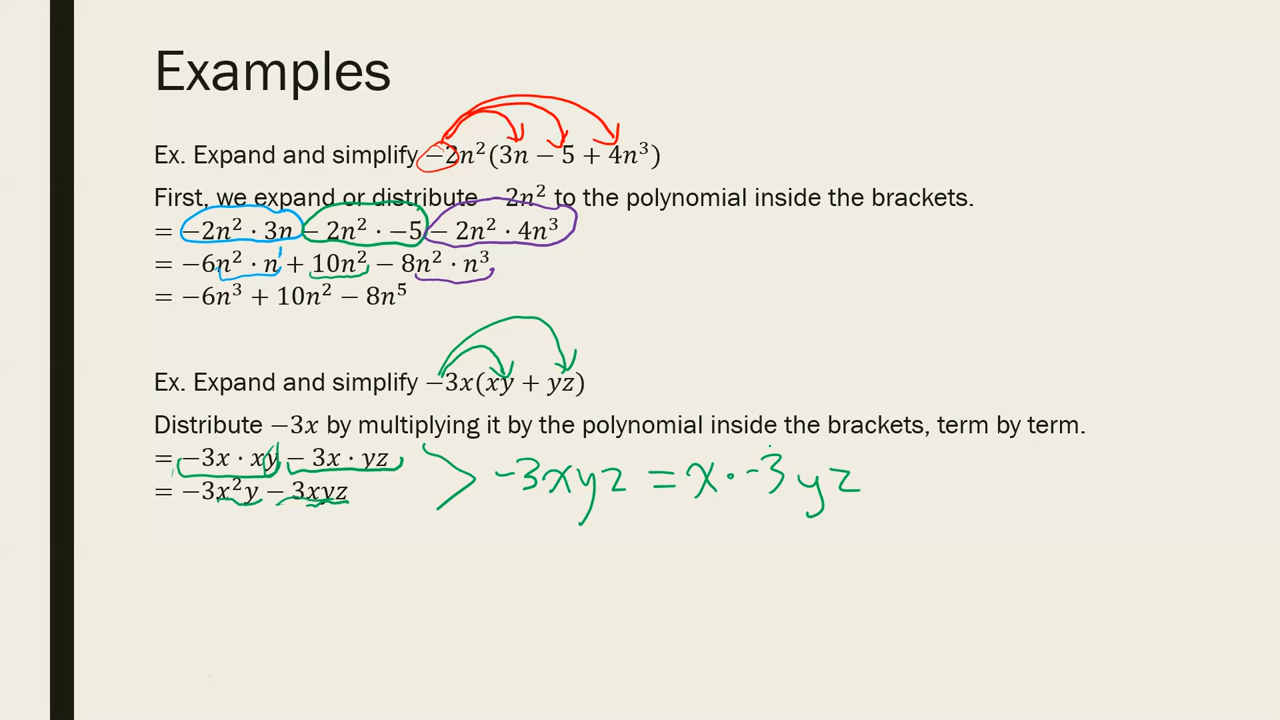 Examples
Ex. Expand and simplify −2n²(3n − 5 + 4n³)
First, we expand or distribute −2n² to the polynomial inside the brackets.
= −2n² · 3n − 2n² · −5 − 2n² · 4n³
= −6n² · n¹ + 10n² − 8n² · n³
= −6n³ + 10n² − 8n⁵
Ex. Expand and simplify −3x(xy + yz)
Distribute −3x by multiplying it by the polynomial inside the brackets, term by term.
= −3x · xy − 3x · yz
= −3x²y − 3xyz
-3xyz = x · -3yz